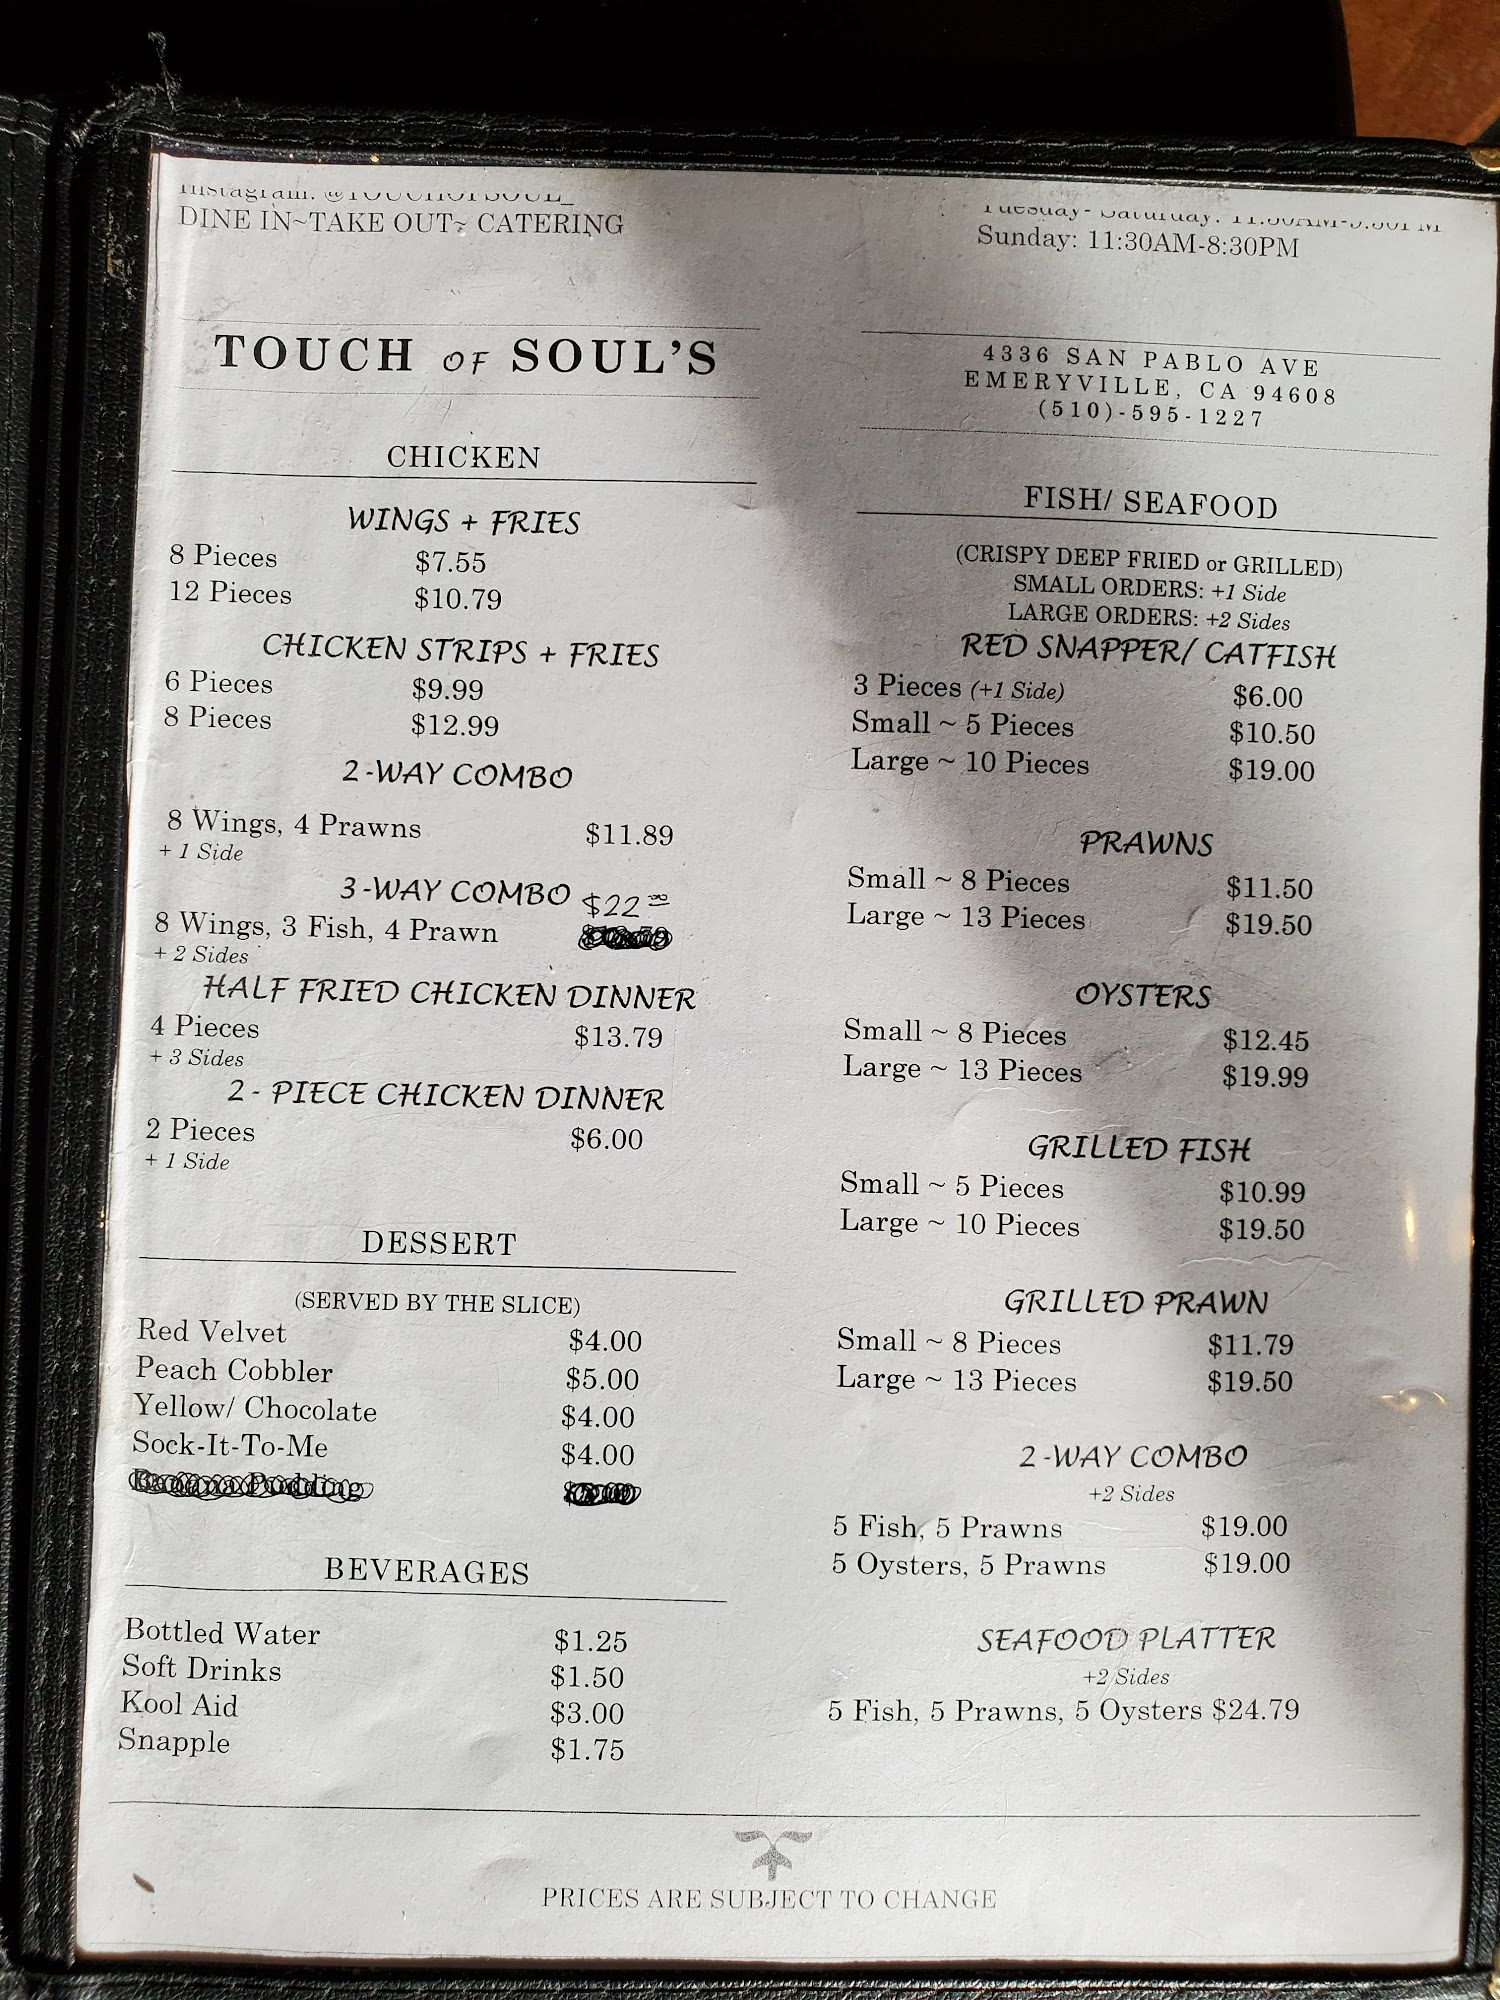 DINE IN~TAKE OUT~ CATERING
Sunday: 11:30AM-8:30PM
TOUCH OF SOUL'S
4336 SAN PABLO AVE
EMERYVILLE, CA 94608
(510)-595-1227
CHICKEN
WINGS + FRIES
8 Pieces $7.55
12 Pieces $10.79
CHICKEN STRIPS + FRIES
6 Pieces $9.99
8 Pieces $12.99
2-WAY COMBO
8 Wings, 4 Prawns $11.89
+ 1 Side
3-WAY COMBO $22.00
8 Wings, 3 Fish, 4 Prawn
+ 2 Sides
HALF FRIED CHICKEN DINNER
4 Pieces $13.79
+ 3 Sides
2- PIECE CHICKEN DINNER
2 Pieces $6.00
+ 1 Side
DESSERT
(SERVED BY THE SLICE)
Red Velvet $4.00
Peach Cobbler $5.00
Yellow/ Chocolate $4.00
Sock-It-To-Me $4.00
Banana Pudding
BEVERAGES
Bottled Water $1.25
Soft Drinks $1.50
Kool Aid $3.00
Snapple $1.75
FISH/ SEAFOOD
(CRISPY DEEP FRIED or GRILLED)
SMALL ORDERS: +1 Side
LARGE ORDERS: +2 Sides
RED SNAPPER/ CATFISH
3 Pieces (+1 Side) $6.00
Small ~ 5 Pieces $10.50
Large ~ 10 Pieces $19.00
PRAWNS
Small ~ 8 Pieces $11.50
Large ~ 13 Pieces $19.50
OYSTERS
Small ~ 8 Pieces $12.45
Large ~ 13 Pieces $19.99
GRILLED FISH
Small ~ 5 Pieces $10.99
Large ~ 10 Pieces $19.50
GRILLED PRAWN
Small ~ 8 Pieces $11.79
Large ~ 13 Pieces $19.50
2-WAY COMBO
+2 Sides
5 Fish, 5 Prawns $19.00
5 Oysters, 5 Prawns $19.00
SEAFOOD PLATTER
+2 Sides
5 Fish, 5 Prawns, 5 Oysters $24.79
PRICES ARE SUBJECT TO CHANGE